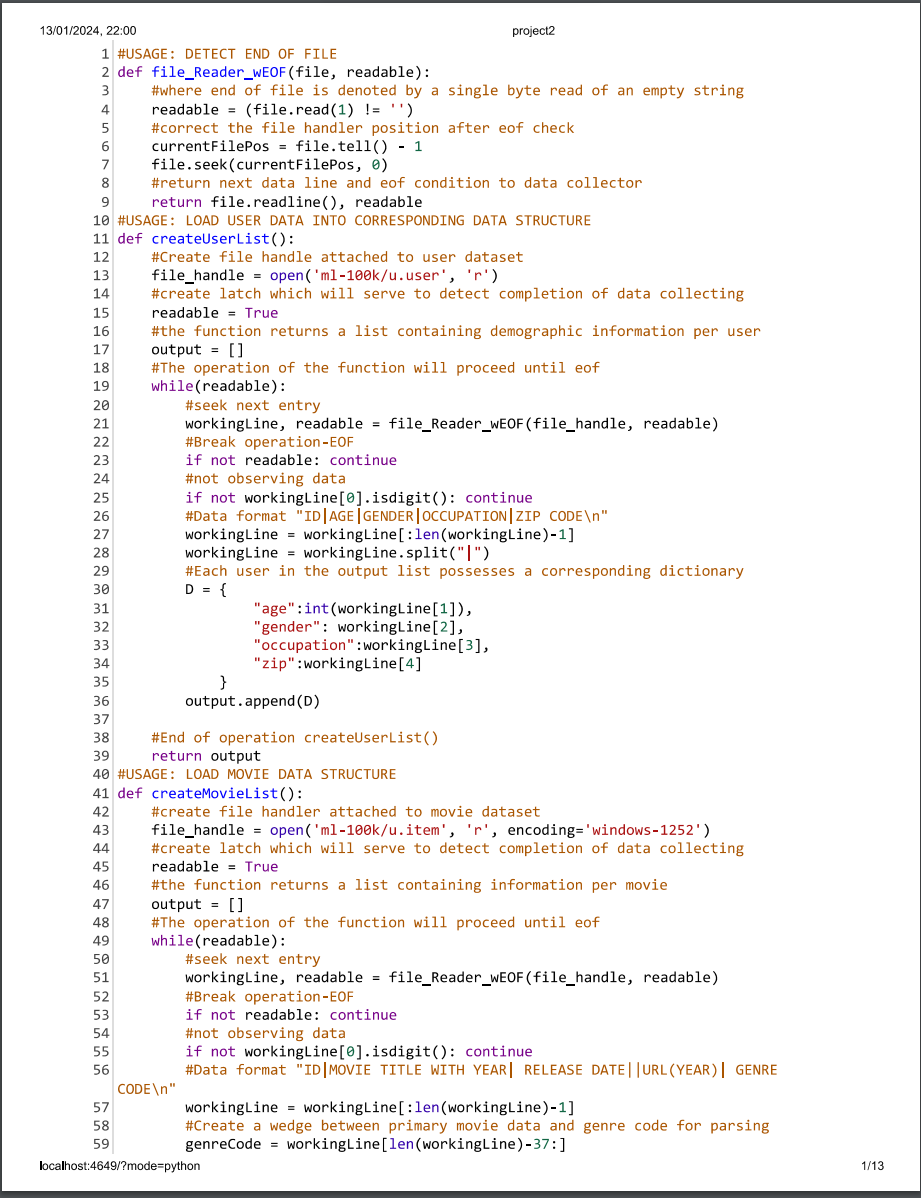 13/01/2024, 22:00 project2
1 #USAGE: DETECT END OF FILE
2 def file_Reader_wEOF(file, readable):
3     #where end of file is denoted by a single byte read of an empty string
4     readable = (file.read(1) != '')
5     #correct the file handler position after eof check
6     currentFilePos = file.tell() - 1
7     file.seek(currentFilePos, 0)
8     #return next data line and eof condition to data collector
9     return file.readline(), readable
10 #USAGE: LOAD USER DATA INTO CORRESPONDING DATA STRUCTURE
11 def createUserList():
12     #Create file handle attached to user dataset
13     file_handle = open('ml-100k/u.user', 'r')
14     #create latch which will serve to detect completion of data collecting
15     readable = True
16     #the function returns a list containing demographic information per user
17     output = []
18     #The operation of the function will proceed until eof
19     while(readable):
20         #seek next entry
21         workingLine, readable = file_Reader_wEOF(file_handle, readable)
22         #Break operation-EOF
23         if not readable: continue
24         #not observing data
25         if not workingLine[0].isdigit(): continue
26         #Data format "ID|AGE|GENDER|OCCUPATION|ZIP CODE\n"
27         workingLine = workingLine[:len(workingLine)-1]
28         workingLine = workingLine.split("|")
29         #Each user in the output list possesses a corresponding dictionary
30         D = {
31                 "age":int(workingLine[1]),
32                 "gender": workingLine[2],
33                 "occupation":workingLine[3],
34                 "zip":workingLine[4]
35             }
36         output.append(D)
37
38     #End of operation createUserList()
39     return output
40 #USAGE: LOAD MOVIE DATA STRUCTURE
41 def createMovieList():
42     #create file handler attached to movie dataset
43     file_handle = open('ml-100k/u.item', 'r', encoding='windows-1252')
44     #create latch which will serve to detect completion of data collecting
45     readable = True
46     #the function returns a list containing information per movie
47     output = []
48     #The operation of the function will proceed until eof
49     while(readable):
50         #seek next entry
51         workingLine, readable = file_Reader_wEOF(file_handle, readable)
52         #Break operation-EOF
53         if not readable: continue
54         #not observing data
55         if not workingLine[0].isdigit(): continue
56         #Data format "ID|MOVIE TITLE WITH YEAR| RELEASE DATE||URL(YEAR)| GENRE
CODE\n"
57         workingLine = workingLine[:len(workingLine)-1]
58         #Create a wedge between primary movie data and genre code for parsing
59         genreCode = workingLine[len(workingLine)-37:]
localhost:4649/?mode=python 1/13